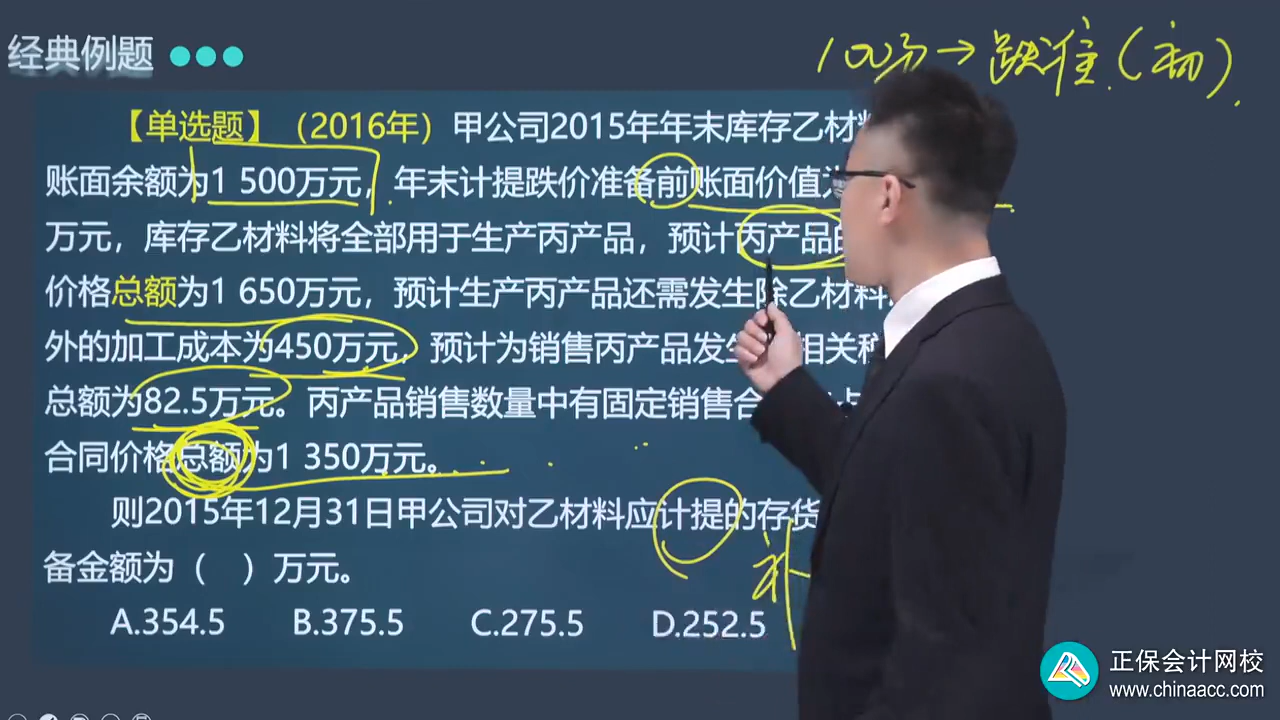 经典例题
100万→跌准(初).
【单选题】（2016年）甲公司2015年年末库存乙材
账面余额为1 500万元，年末计提跌价准备前账面价值
万元，库存乙材料将全部用于生产丙产品，预计丙产品
价格总额为1 650万元，预计生产丙产品还需发生除乙材料
外的加工成本为450万元，预计为销售丙产品发生 相关
总额为82.5万元。丙产品销售数量中有固定销售合
合同价格总额为1 350万元。
则2015年12月31日甲公司对乙材料应计提的存货
补
备金额为（ ）万元。
A.354.5 B.375.5 C.275.5 D.252.5
正保会计网校
www.chinaacc.com